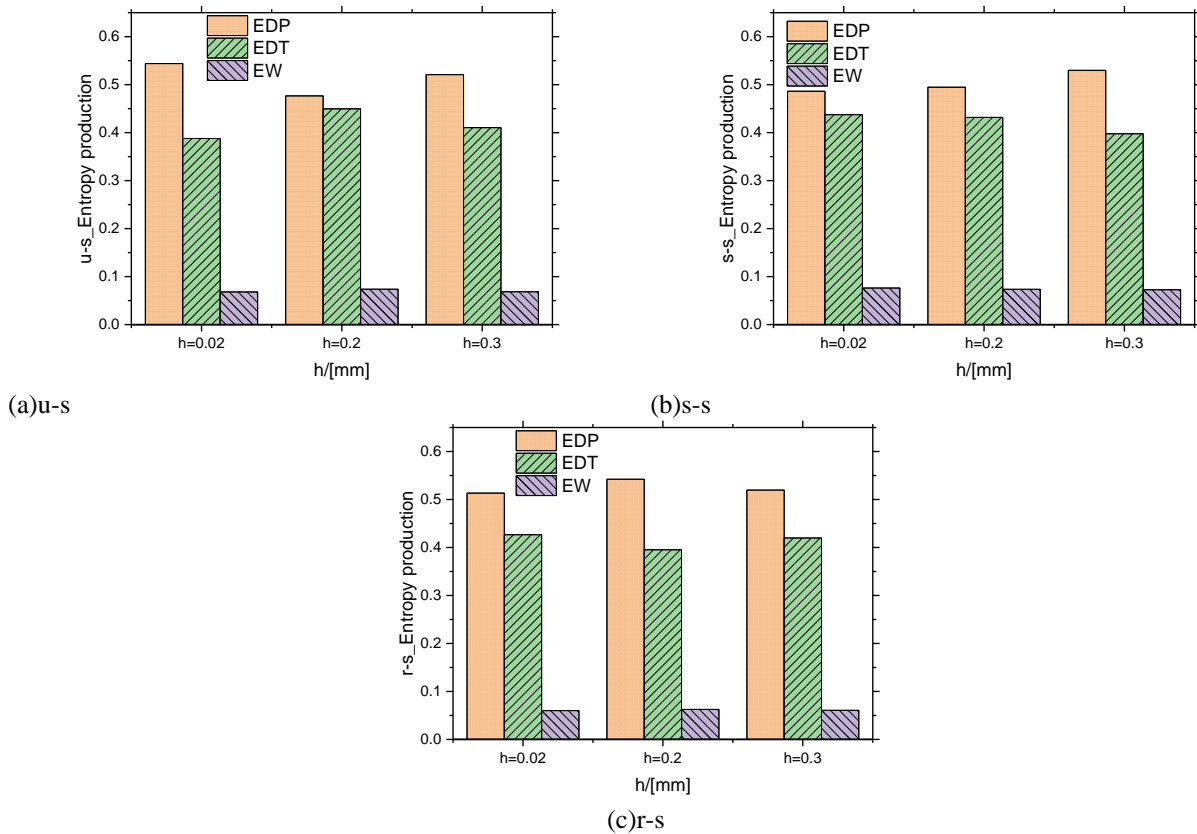 EDP
EDT
EW
0.6
0.5
0.4
0.3
0.2
0.1
0.0
u-s_Entropy production
h=0.02
h=0.2
h=0.3
h/[mm]
(a)u-s
EDP
EDT
EW
0.6
0.5
0.4
0.3
0.2
0.1
0.0
s-s_Entropy production
h=0.02
h=0.2
h=0.3
h/[mm]
(b)s-s
EDP
EDT
EW
0.6
0.5
0.4
0.3
0.2
0.1
0.0
r-s_Entropy production
h=0.02
h=0.2
h=0.3
h/[mm]
(c)r-s